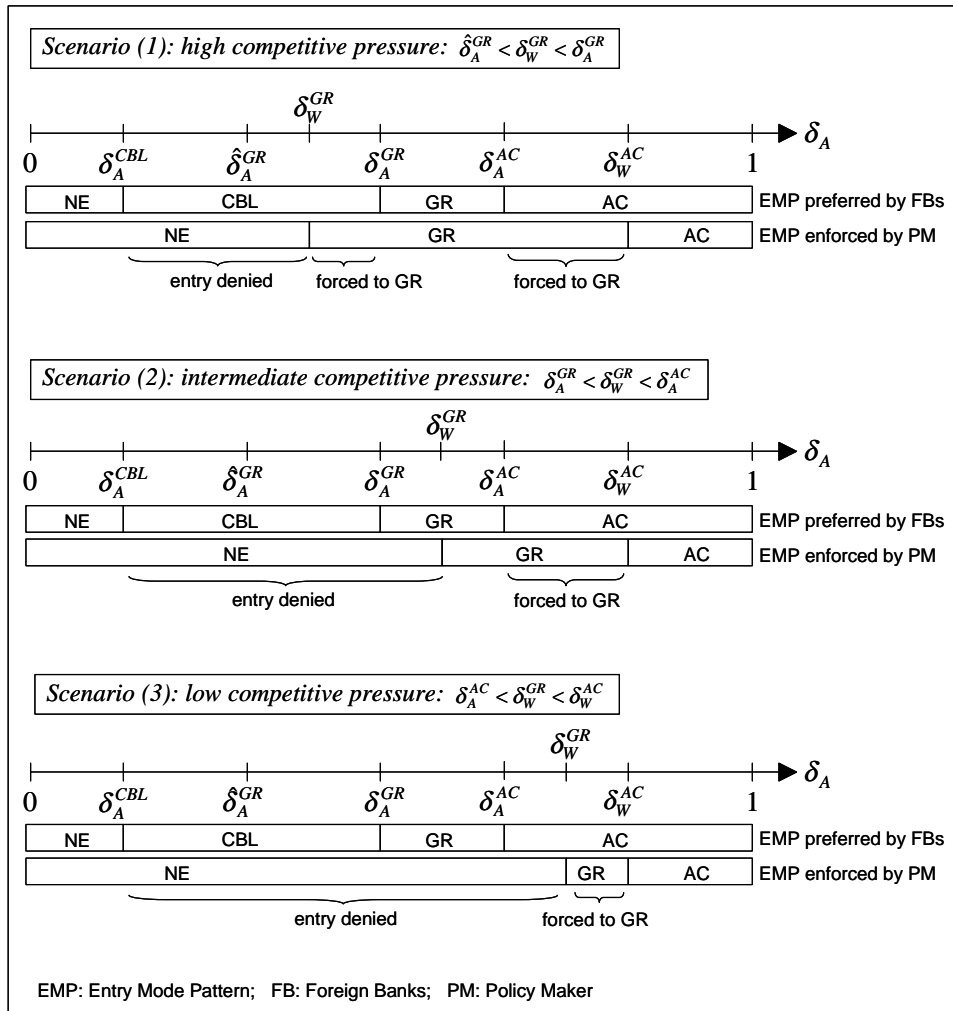 Scenario (1): high competitive pressure: δ̂_A^GR < δ_W^GR < δ_A^GR
δ_W^GR
δ_A
0 δ_A^CBL δ̂_A^GR δ_A^GR δ_A^AC δ_W^AC 1
NE CBL GR AC EMP preferred by FBs
NE GR AC EMP enforced by PM
entry denied forced to GR forced to GR
Scenario (2): intermediate competitive pressure: δ_A^GR < δ_W^GR < δ_A^AC
δ_W^GR
δ_A
0 δ_A^CBL δ̂_A^GR δ_A^GR δ_A^AC δ_W^AC 1
NE CBL GR AC EMP preferred by FBs
NE GR AC EMP enforced by PM
entry denied forced to GR
Scenario (3): low competitive pressure: δ_A^AC < δ_W^GR < δ_W^AC
δ_W^GR
δ_A
0 δ_A^CBL δ̂_A^GR δ_A^GR δ_A^AC δ_W^AC 1
NE CBL GR AC EMP preferred by FBs
NE GR AC EMP enforced by PM
entry denied forced to GR
EMP: Entry Mode Pattern; FB: Foreign Banks; PM: Policy Maker